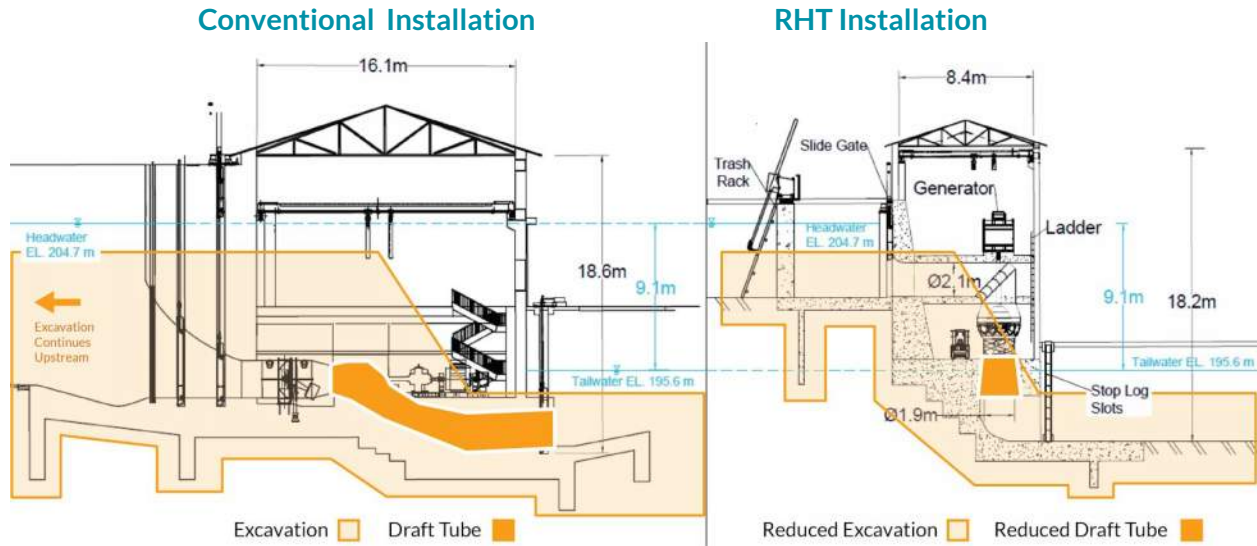 Conventional Installation
16.1m
Headwater
EL. 204.7 m
Excavation
Continues
Upstream
18.6m
9.1m
Tailwater EL. 195.6 m
Excavation
Draft Tube
RHT Installation
8.4m
Slide Gate
Trash
Rack
Generator
Ladder
Headwater
EL. 204.7 m
Ø2.1m
9.1m
18.2m
Tailwater EL. 195.6 m
Stop Log
Slots
Ø1.9m
Reduced Excavation
Reduced Draft Tube